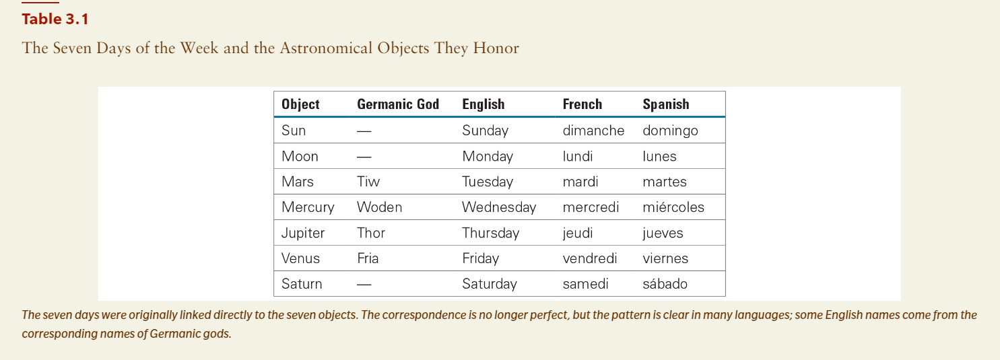 Table 3.1
The Seven Days of the Week and the Astronomical Objects They Honor
Object Germanic God English French Spanish
Sun — Sunday dimanche domingo
Moon — Monday lundi lunes
Mars Tiw Tuesday mardi martes
Mercury Woden Wednesday mercredi miércoles
Jupiter Thor Thursday jeudi jueves
Venus Fria Friday vendredi viernes
Saturn — Saturday samedi sábado
The seven days were originally linked directly to the seven objects. The correspondence is no longer perfect, but the pattern is clear in many languages; some English names come from the
corresponding names of Germanic gods.